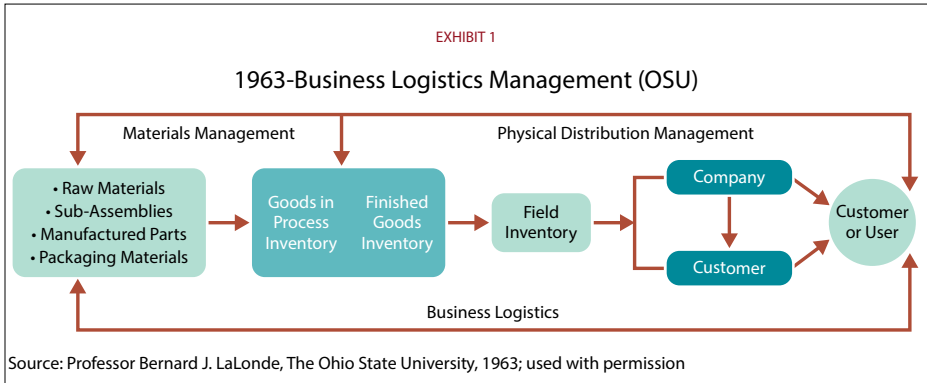 EXHIBIT 1
1963-Business Logistics Management (OSU)
Materials Management
Physical Distribution Management
• Raw Materials
• Sub-Assemblies
• Manufactured Parts
• Packaging Materials
Goods in
Process
Inventory
Finished
Goods
Inventory
Field
Inventory
Company
Customer
Customer
or User
Business Logistics
Source: Professor Bernard J. LaLonde, The Ohio State University, 1963; used with permission